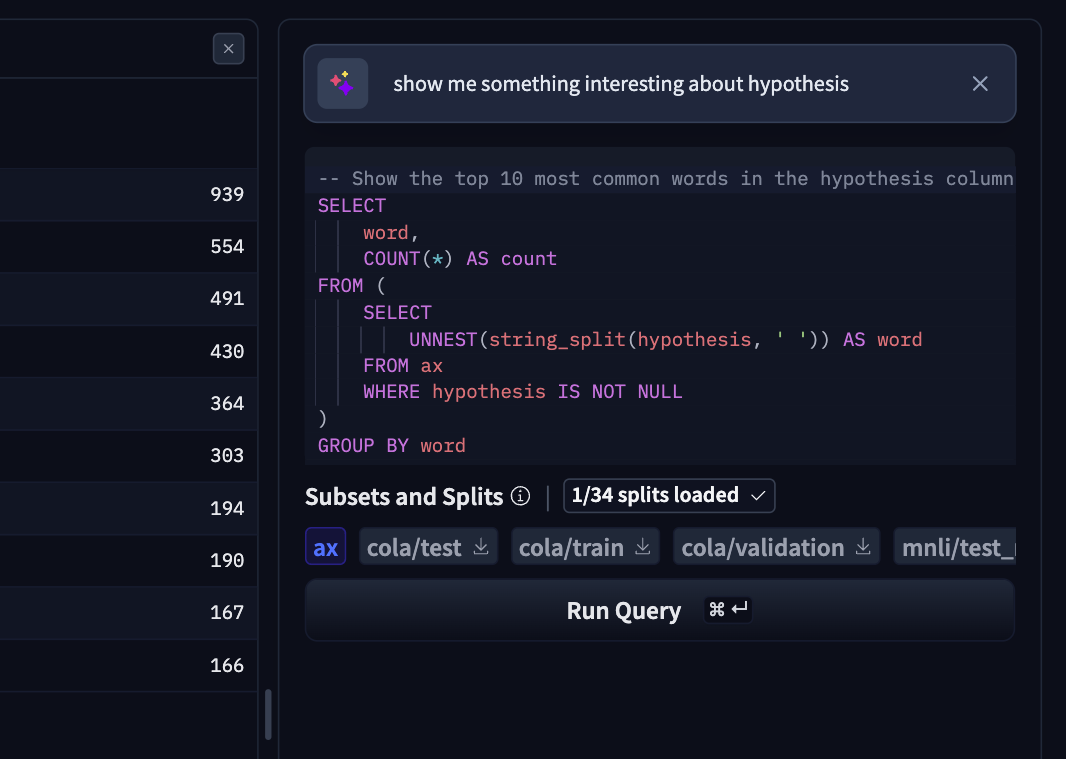 939
554
491
430
364
303
194
190
167
166
show me something interesting about hypothesis
-- Show the top 10 most common words in the hypothesis column
SELECT
word,
COUNT(*) AS count
FROM (
SELECT
UNNEST(string_split(hypothesis, ' ')) AS word
FROM ax
WHERE hypothesis IS NOT NULL
)
GROUP BY word
Subsets and Splits
1/34 splits loaded
ax cola/test cola/train cola/validation mnli/test_
Run Query ⌘ ↵